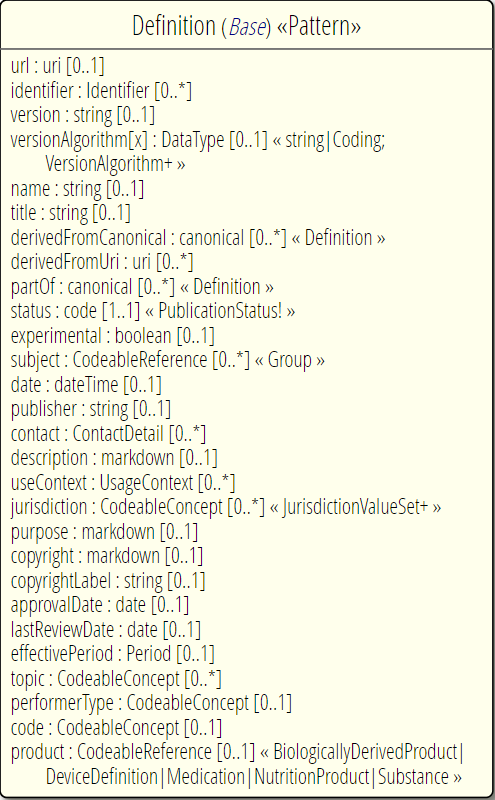 Definition (Base) «Pattern»
url : uri [0..1]
identifier : Identifier [0..*]
version : string [0..1]
versionAlgorithm[x] : DataType [0..1] « string|Coding;
VersionAlgorithm+ »
name : string [0..1]
title : string [0..1]
derivedFromCanonical : canonical [0..*] « Definition »
derivedFromUri : uri [0..*]
partOf : canonical [0..*] « Definition »
status : code [1..1] « PublicationStatus! »
experimental : boolean [0..1]
subject : CodeableReference [0..*] « Group »
date : dateTime [0..1]
publisher : string [0..1]
contact : ContactDetail [0..*]
description : markdown [0..1]
useContext : UsageContext [0..*]
jurisdiction : CodeableConcept [0..*] « JurisdictionValueSet+ »
purpose : markdown [0..1]
copyright : markdown [0..1]
copyrightLabel : string [0..1]
approvalDate : date [0..1]
lastReviewDate : date [0..1]
effectivePeriod : Period [0..1]
topic : CodeableConcept [0..*]
performerType : CodeableConcept [0..1]
code : CodeableConcept [0..1]
product : CodeableReference [0..1] « BiologicallyDerivedProduct|
DeviceDefinition|Medication|NutritionProduct|Substance »